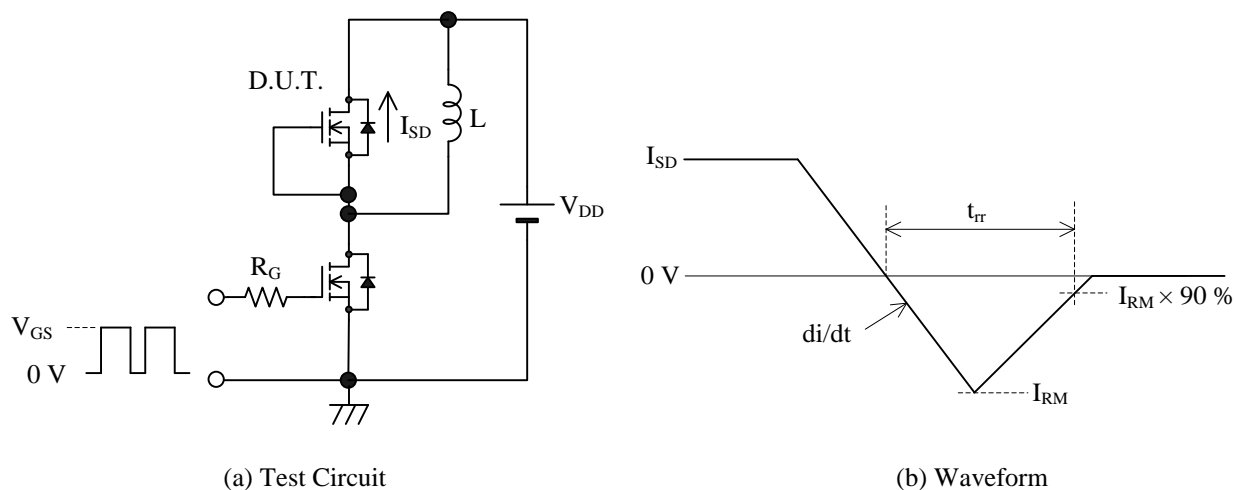 D.U.T.
I_SD
L
V_DD
R_G
V_GS
0 V
(a) Test Circuit
I_SD
t_rr
0 V
I_RM × 90 %
di/dt
I_RM
(b) Waveform